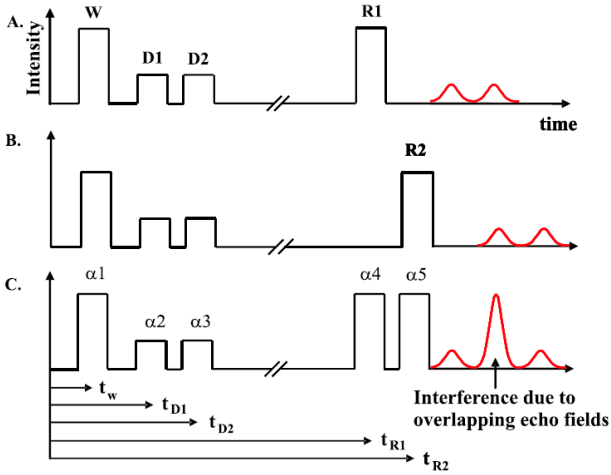 A.
W
D1 D2
R1
Intensity
time
B.
R2
C.
α1
α2 α3
α4 α5
tw
tD1
tD2
tR1
tR2
Interference due to
overlapping echo fields